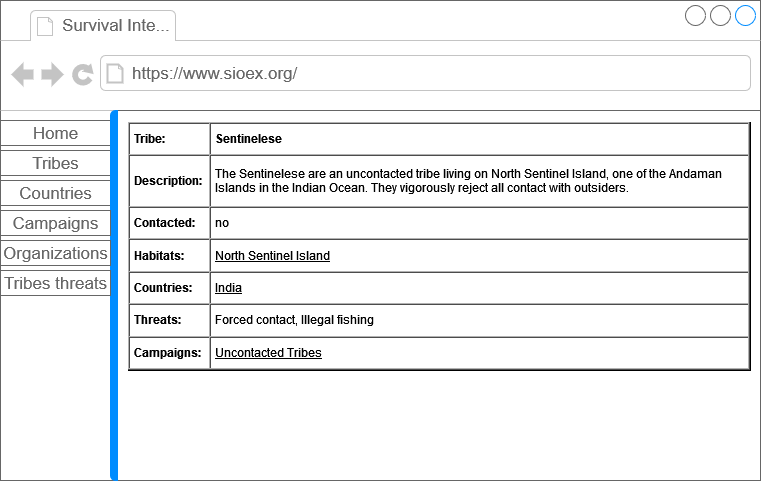 Survival Inte...
https://www.sioex.org/
Home
Tribes
Countries
Campaigns
Organizations
Tribes threats
Tribe: Sentinelese
Description: The Sentinelese are an uncontacted tribe living on North Sentinel Island, one of the Andaman
Islands in the Indian Ocean. They vigorously reject all contact with outsiders.
Contacted: no
Habitats: North Sentinel Island
Countries: India
Threats: Forced contact, Illegal fishing
Campaigns: Uncontacted Tribes